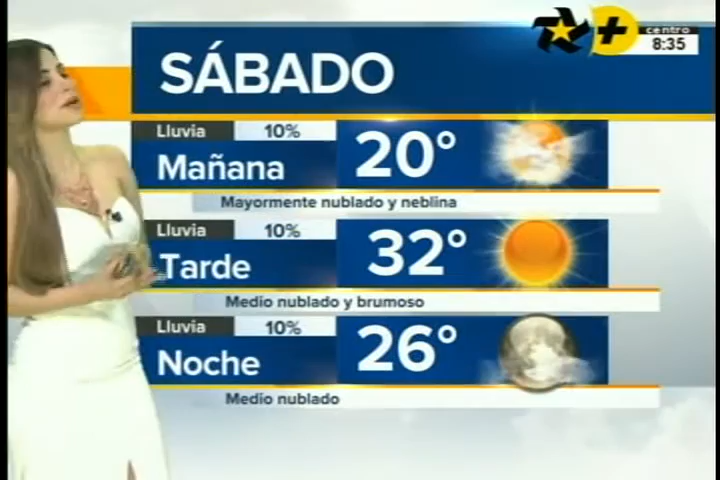 +
centro
8:35
SÁBADO
Lluvia 10%
Mañana 20°
Mayormente nublado y neblina
Lluvia 10%
Tarde 32°
Medio nublado y brumoso
Lluvia 10%
Noche 26°
Medio nublado